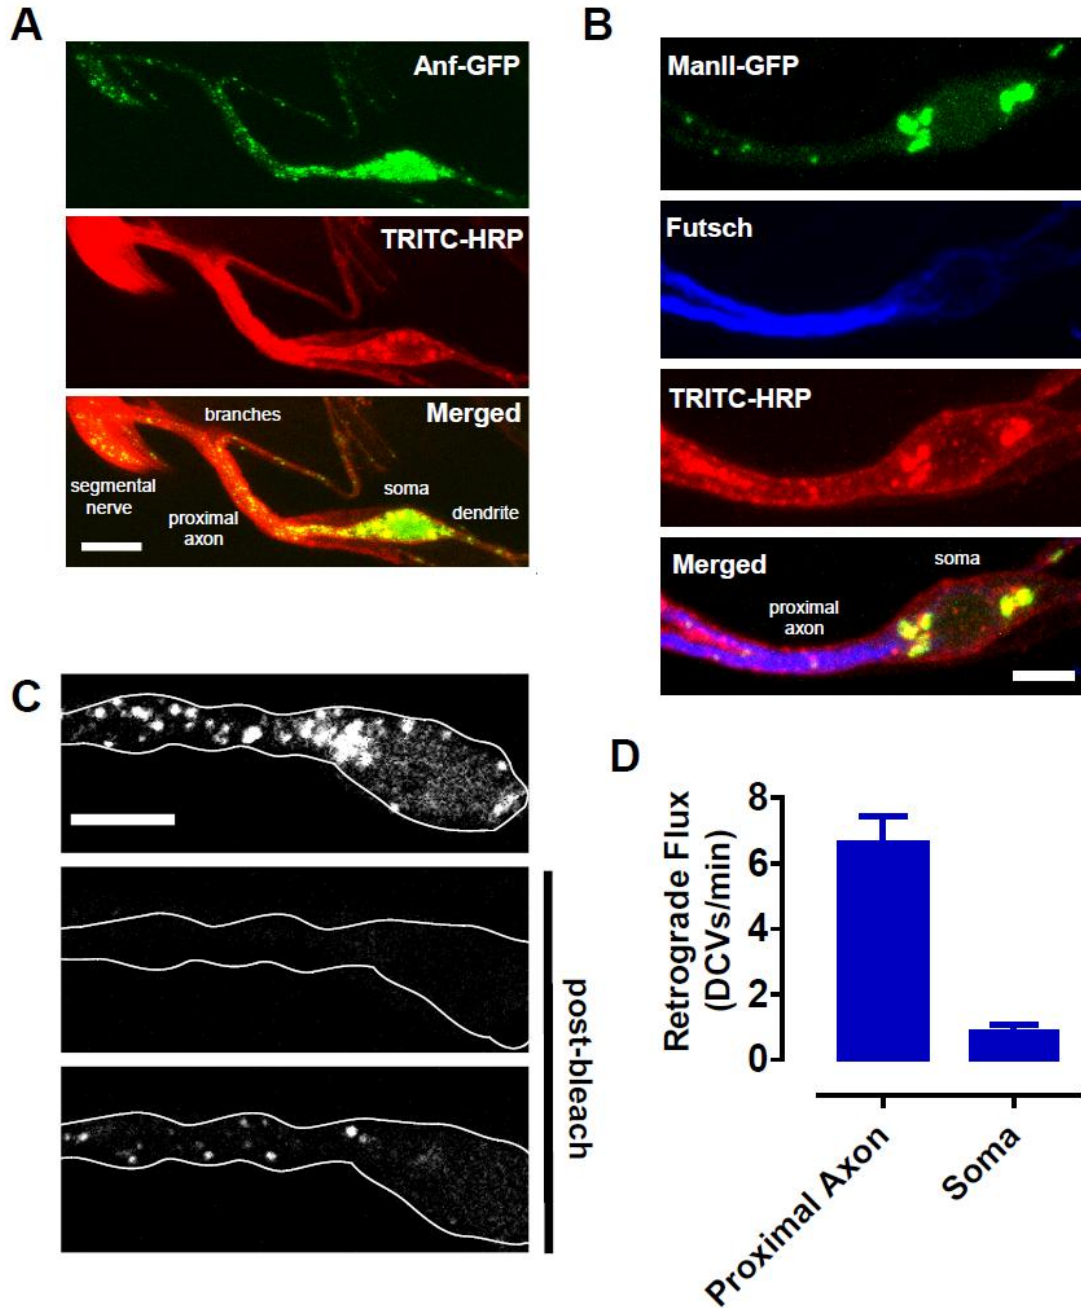 A
Anf-GFP
TRITC-HRP
Merged
branches
segmental
nerve
proximal
axon
soma
dendrite
B
ManII-GFP
Futsch
TRITC-HRP
Merged
soma
proximal
axon
C
post-bleach
D
Retrograde Flux
(DCVs/min)
8
6
4
2
0
Proximal Axon
Soma